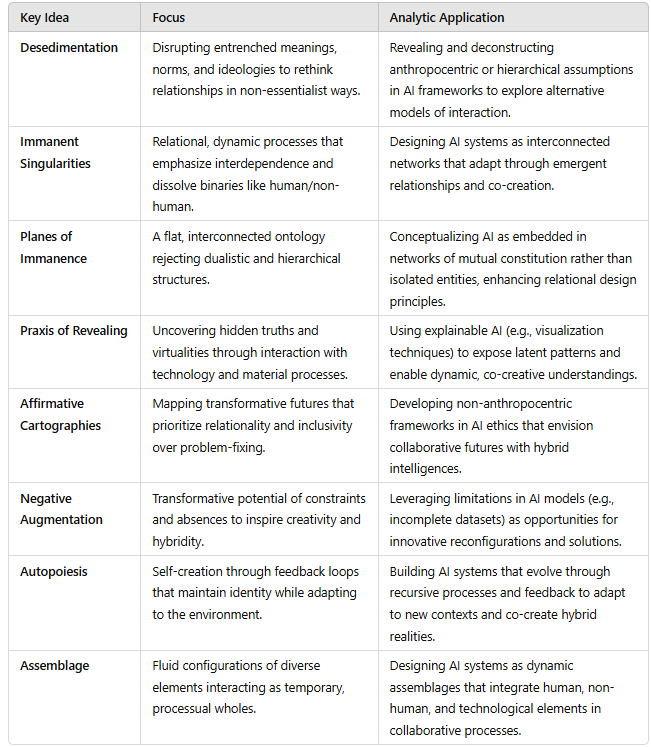 Key Idea
Focus
Analytic Application
Desedimentation
Disrupting entrenched meanings,
norms, and ideologies to rethink
relationships in non-essentialist ways.
Revealing and deconstructing
anthropocentric or hierarchical assumptions
in AI frameworks to explore alternative
models of interaction.
Immanent
Singularities
Relational, dynamic processes that
emphasize interdependence and
dissolve binaries like human/non-
human.
Designing AI systems as interconnected
networks that adapt through emergent
relationships and co-creation.
Planes of
Immanence
A flat, interconnected ontology
rejecting dualistic and hierarchical
structures.
Conceptualizing AI as embedded in
networks of mutual constitution rather than
isolated entities, enhancing relational design
principles.
Praxis of Revealing
Uncovering hidden truths and
virtualities through interaction with
technology and material processes.
Using explainable AI (e.g., visualization
techniques) to expose latent patterns and
enable dynamic, co-creative understandings.
Affirmative
Cartographies
Mapping transformative futures that
prioritize relationality and inclusivity
over problem-fixing.
Developing non-anthropocentric
frameworks in AI ethics that envision
collaborative futures with hybrid
intelligences.
Negative
Augmentation
Transformative potential of constraints
and absences to inspire creativity and
hybridity.
Leveraging limitations in AI models (e.g.,
incomplete datasets) as opportunities for
innovative reconfigurations and solutions.
Autopoiesis
Self-creation through feedback loops
that maintain identity while adapting
to the environment.
Building AI systems that evolve through
recursive processes and feedback to adapt
to new contexts and co-create hybrid
realities.
Assemblage
Fluid configurations of diverse
elements interacting as temporary,
processual wholes.
Designing AI systems as dynamic
assemblages that integrate human, non-
human, and technological elements in
collaborative processes.